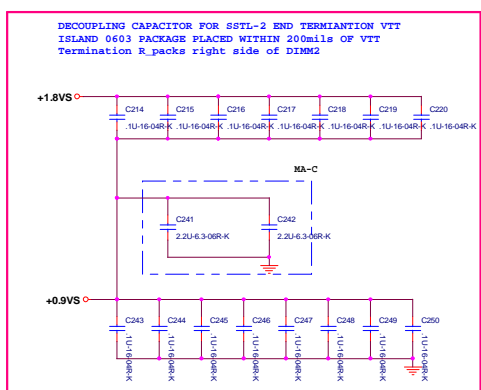 DECOUPLING CAPACITOR FOR SSTL-2 END TERMIANTION VTT
ISLAND 0603 PACKAGE PLACED WITHIN 200mils OF VTT
Termination R_packs right side of DIMM2
+1.8VS
C214 C215 C216 C217 C218 C219 C220
.1U-16-04R-K .1U-16-04R-K .1U-16-04R-K .1U-16-04R-K .1U-16-04R-K .1U-16-04R-K .1U-16-04R-K
MA-C
C241 C242
2.2U-6.3-06R-K 2.2U-6.3-06R-K
+0.9VS
C243 C244 C245 C246 C247 C248 C249 C250
.1U-16-04R-K .1U-16-04R-K .1U-16-04R-K .1U-16-04R-K .1U-16-04R-K .1U-16-04R-K .1U-16-04R-K .1U-16-04R-K